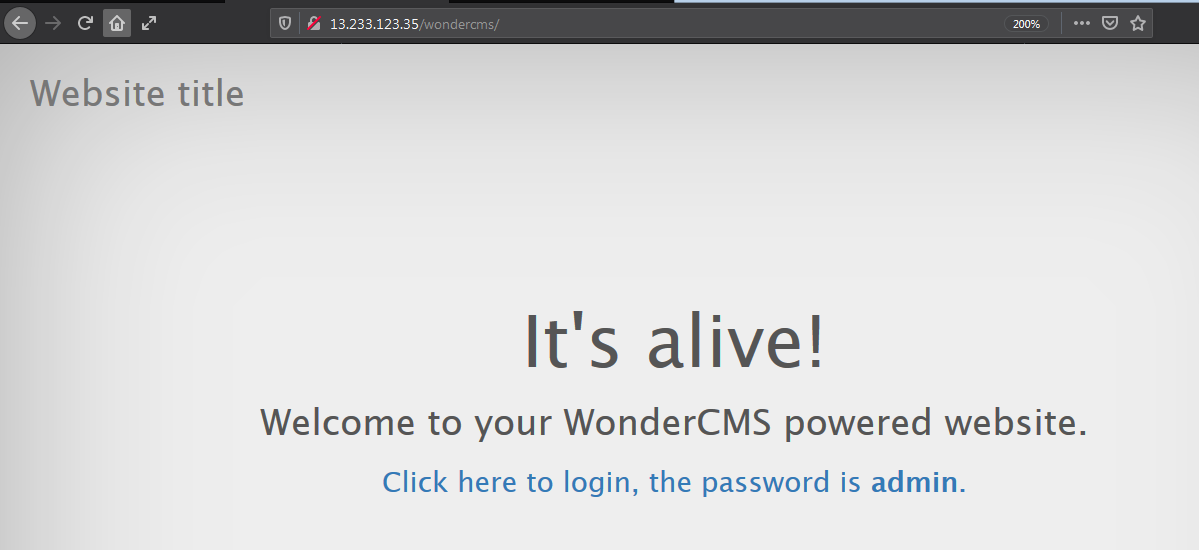 13.233.123.35/wondercms/
200%
Website title
It's alive!
Welcome to your WonderCMS powered website.
Click here to login, the password is admin.